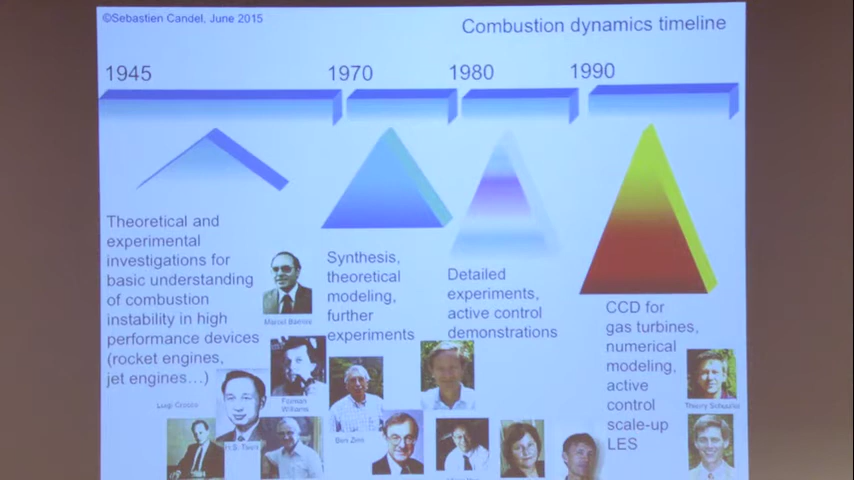 ©Sebastien Candel, June 2015
Combustion dynamics timeline
1945
1970
1980
1990
Theoretical and
experimental
investigations for
basic understanding
of combustion
instability in high
performance devices
(rocket engines,
jet engines...)
Synthesis,
theoretical
modeling,
further
experiments
Detailed
experiments,
active control
demonstrations
CCD for
gas turbines,
numerical
modeling,
active
control
scale-up
LES
Marcel Barrère
Forman
Williams
Luigi Crocco
H.S. Tsien
Ben Zinn
Thierry Schuller